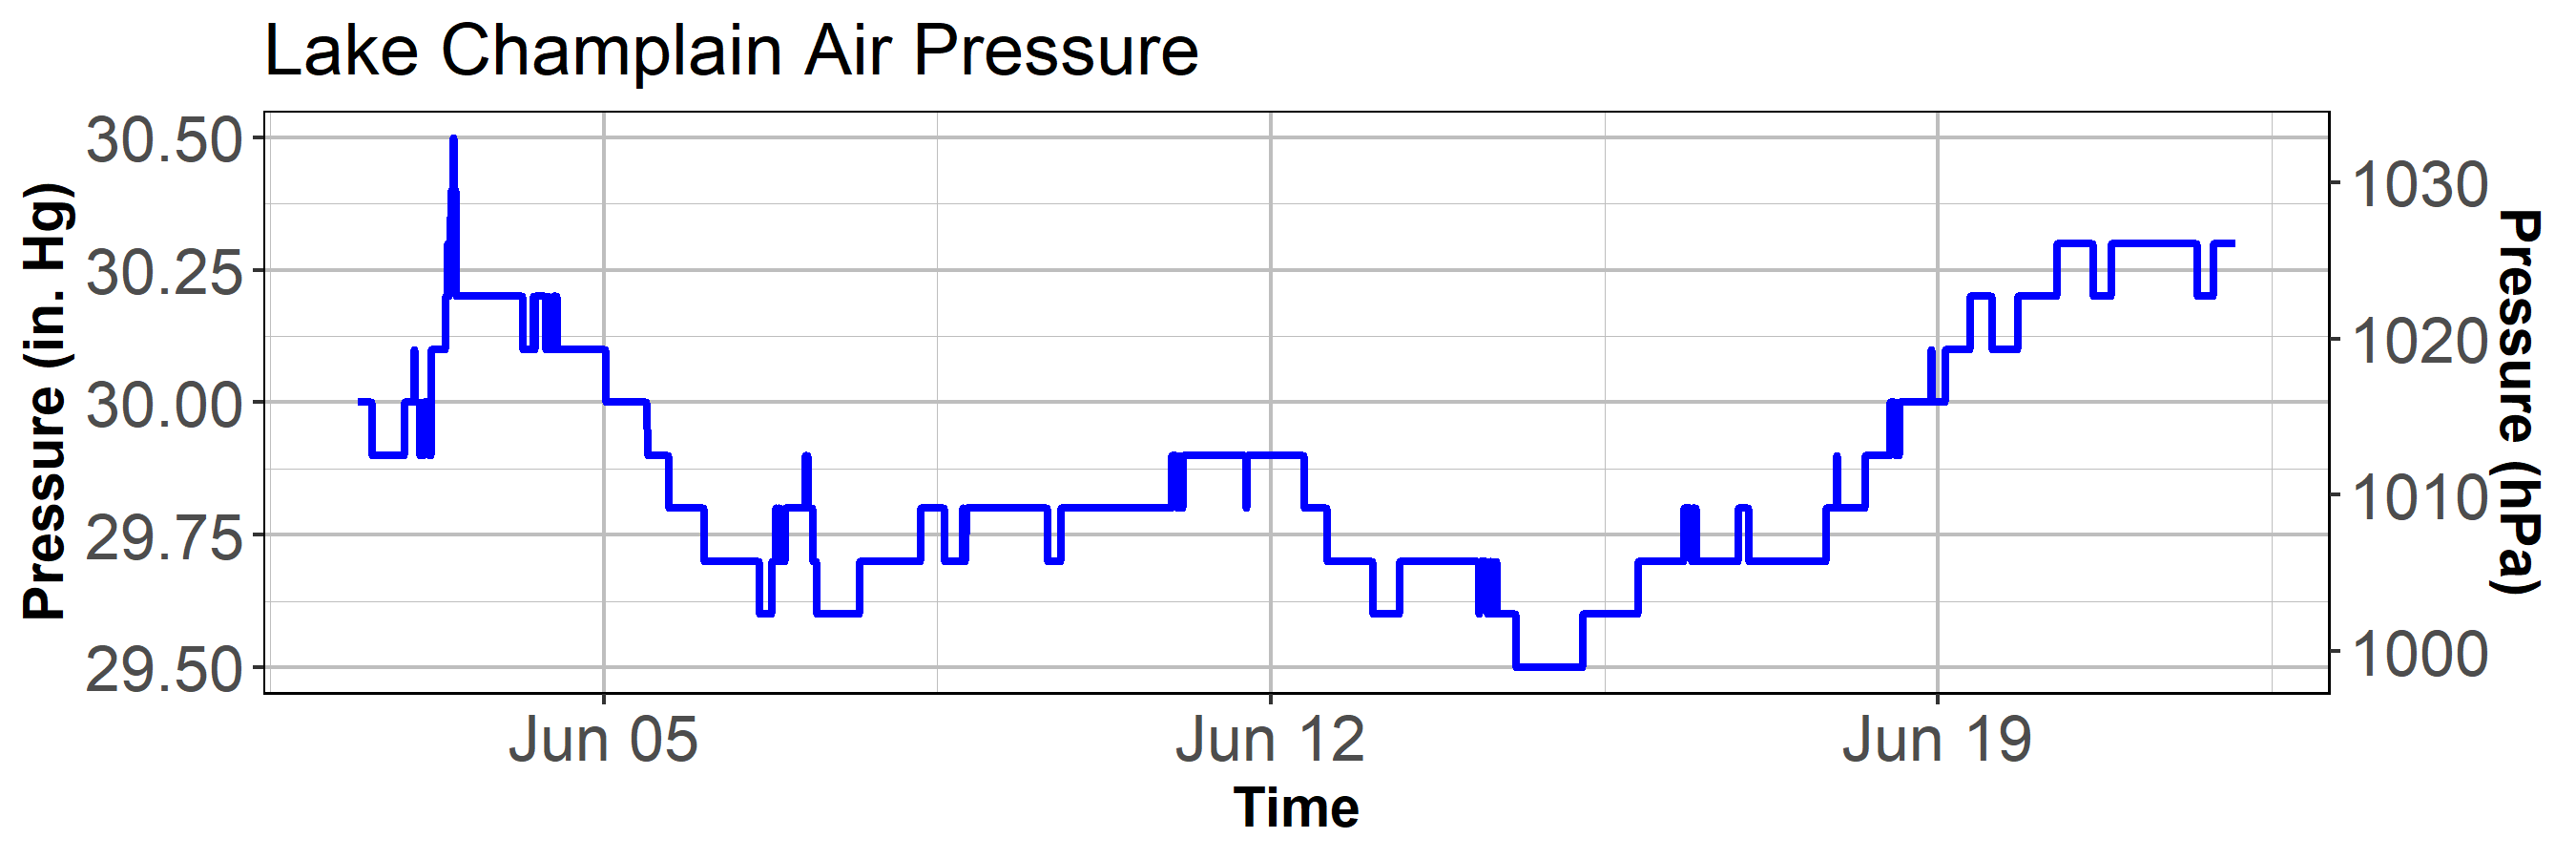 Lake Champlain Air Pressure
Pressure (in. Hg)
30.50
30.25
30.00
29.75
29.50
1030
1020
1010
1000
Pressure (hPa)
Jun 05
Jun 12
Jun 19
Time